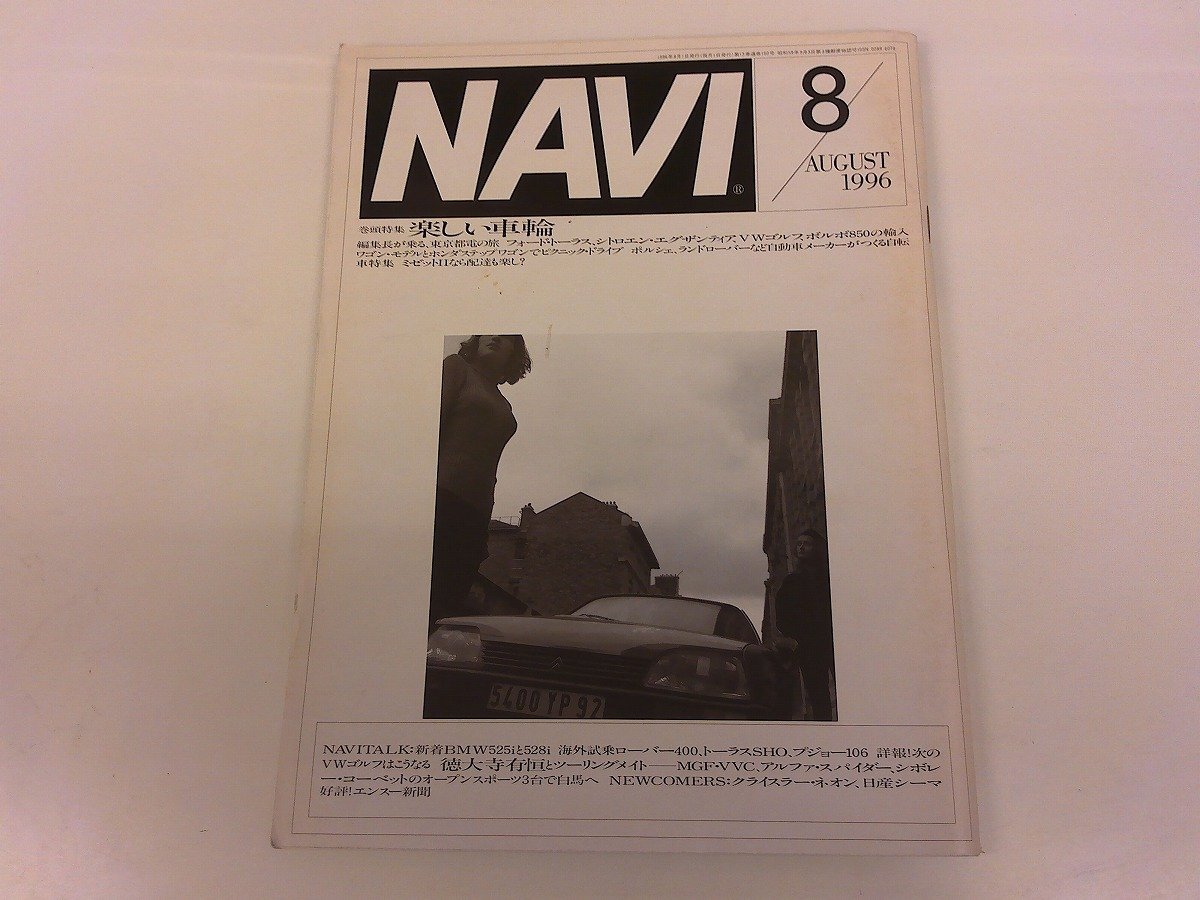 NAVI
®
8
AUGUST
1996
巻頭特集 楽しい車輪
編集長が乗る、東京都電の旅 フォード・トーラス、シトロエン・エグザンティア、VWゴルフ、ボルボ850の輸入
ワゴン・モデルとホンダステップワゴンでピクニック・ドライブ ポルシェ、ランドローバーなど自動車メーカーがつくる自転
車特集 ミゼットIIなら配達も楽し?
5400 YP 92
NAVITALK:新着BMW525iと528i 海外試乗ローバー400、トーラスSHO、プジョー106 詳報!次の
VWゴルフはこうなる 徳大寺有恒とツーリングメイト——MGF・VVC、アルファ・スパイダー、シボレ
ー・コーベットのオープンスポーツ3台で白馬へ NEWCOMERS:クライスラー・ネオン、日産シーマ
好評!エンスー新聞